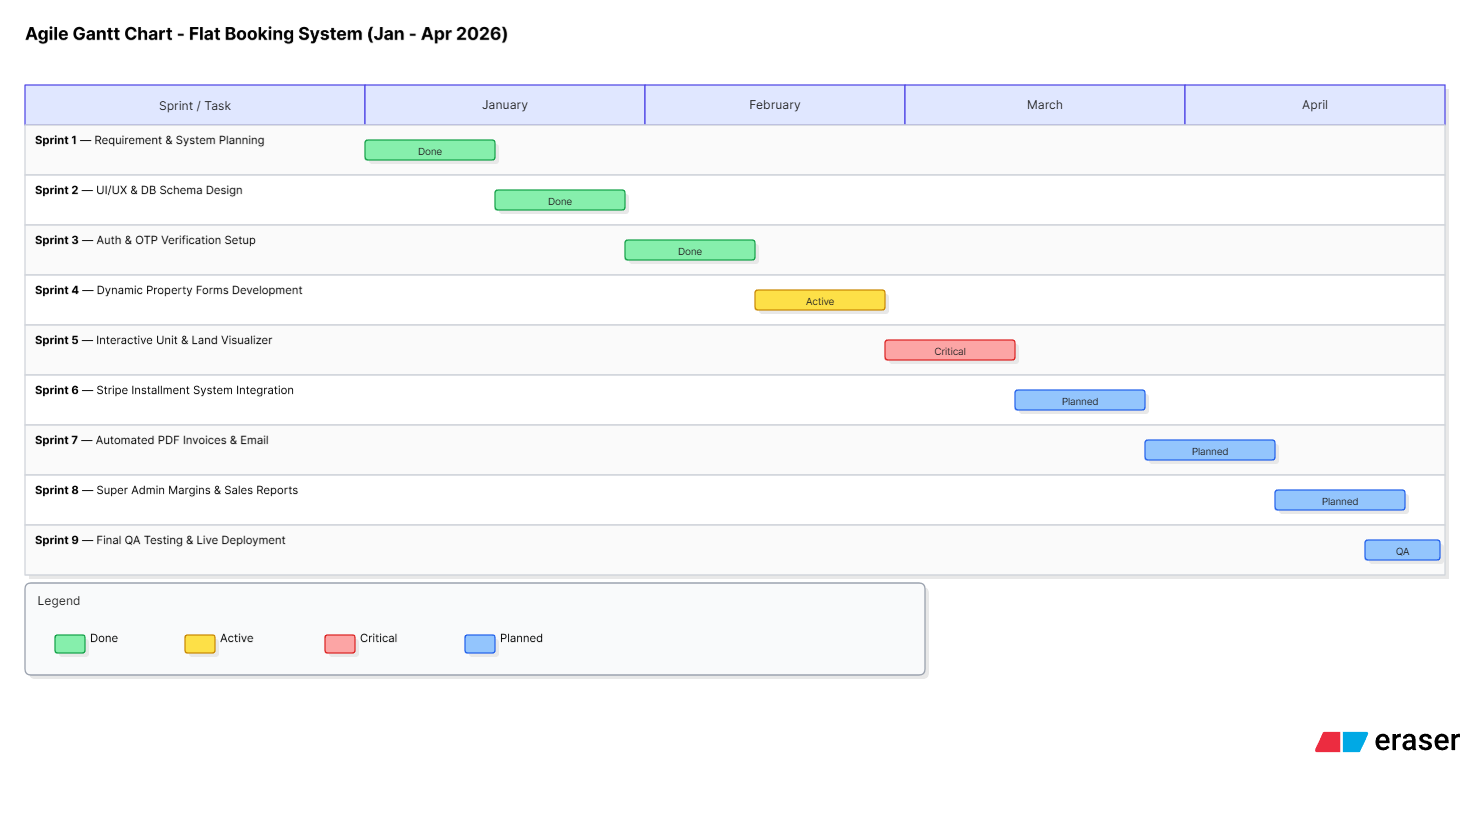 Agile Gantt Chart - Flat Booking System (Jan - Apr 2026)
Sprint / Task January February March April
Sprint 1 — Requirement & System Planning Done
Sprint 2 — UI/UX & DB Schema Design Done
Sprint 3 — Auth & OTP Verification Setup Done
Sprint 4 — Dynamic Property Forms Development Active
Sprint 5 — Interactive Unit & Land Visualizer Critical
Sprint 6 — Stripe Installment System Integration Planned
Sprint 7 — Automated PDF Invoices & Email Planned
Sprint 8 — Super Admin Margins & Sales Reports Planned
Sprint 9 — Final QA Testing & Live Deployment QA
Legend
Done Active Critical Planned
eraser